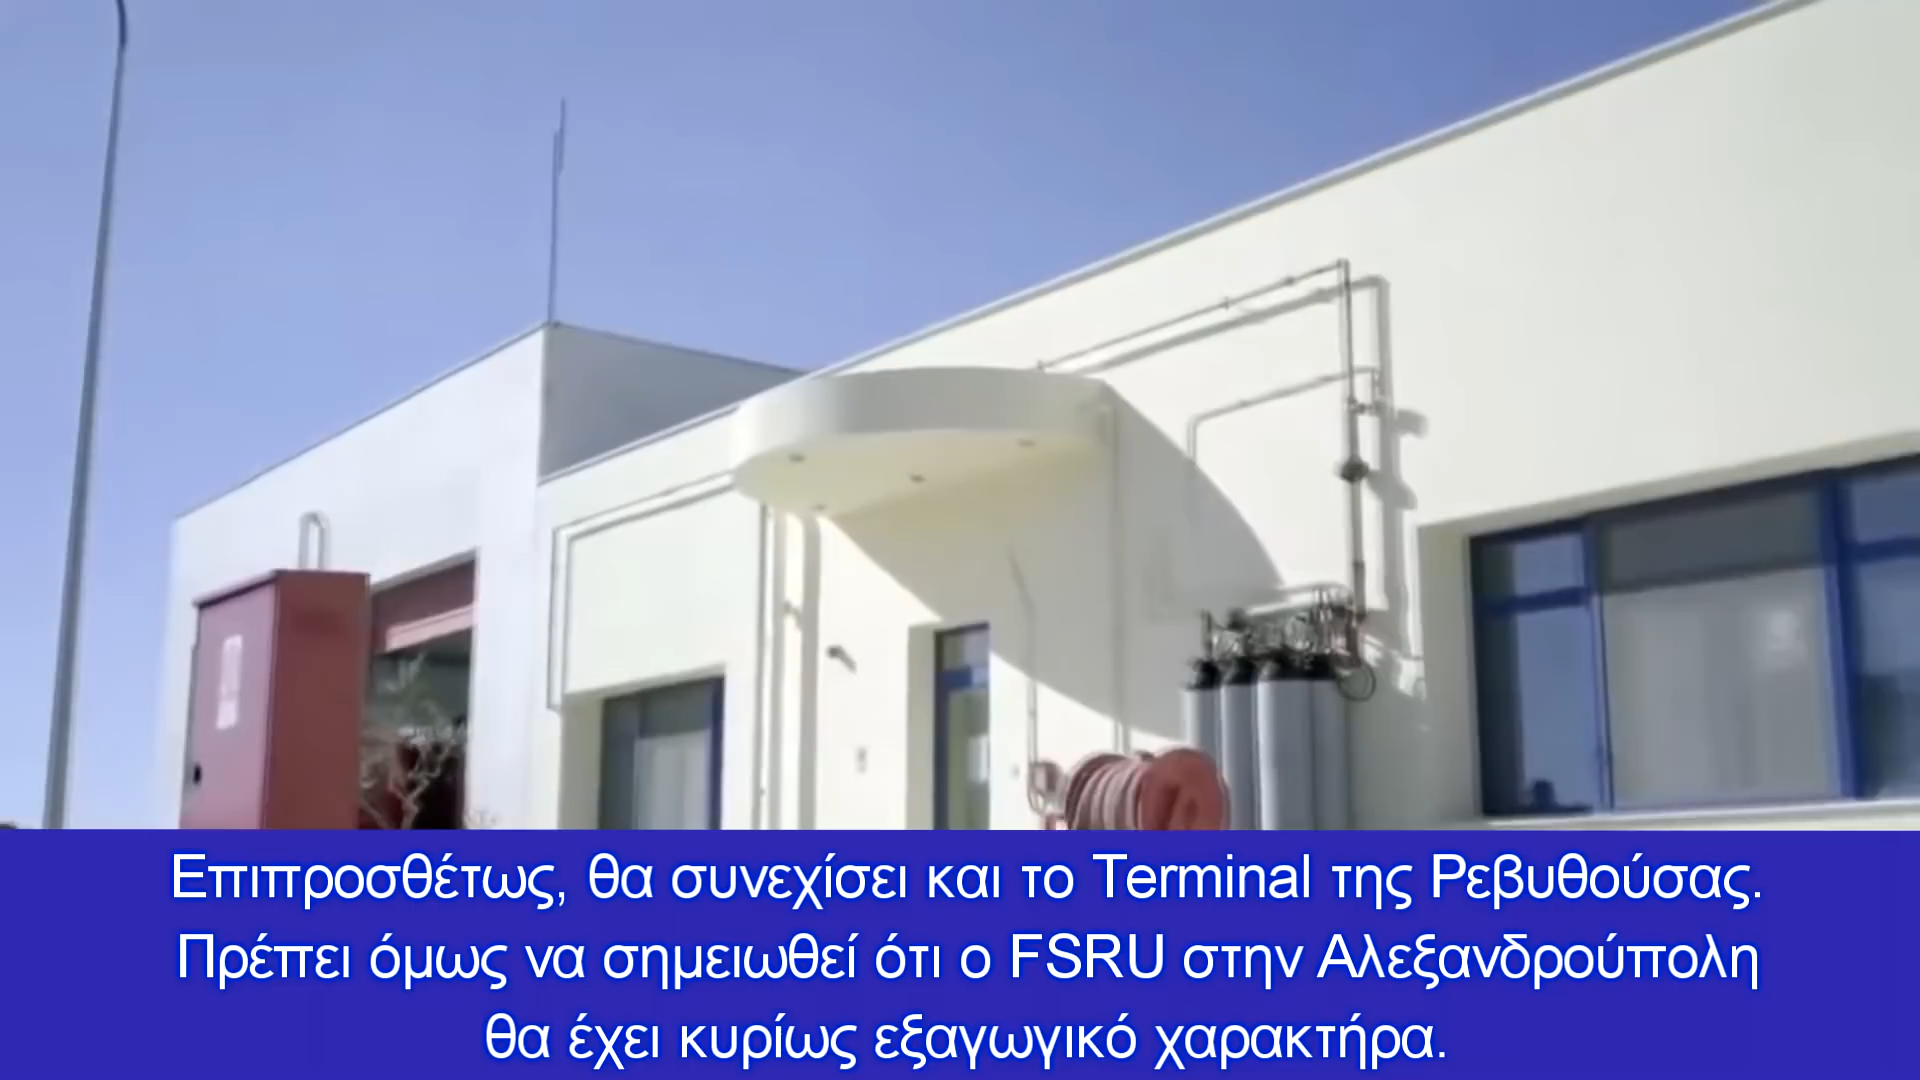 Επιπροσθέτως, θα συνεχίσει και το Terminal της Ρεβυθούσας.
Πρέπει όμως να σημειωθεί ότι ο FSRU στην Αλεξανδρούπολη
θα έχει κυρίως εξαγωγικό χαρακτήρα.